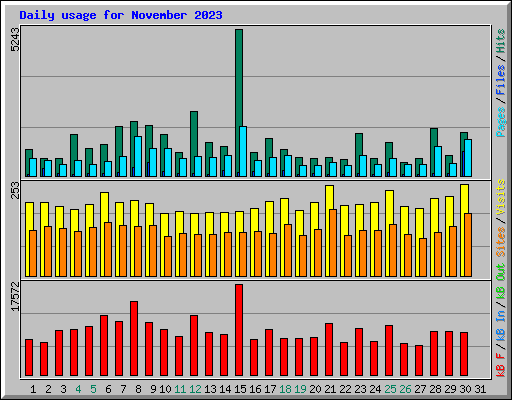 Daily usage for November 2023
5243
253
17572
Pages / Files / Hits
Sites / Visits
kB F / kB In / kB Out
1 2 3 4 5 6 7 8 9 10 11 12 13 14 15 16 17 18 19 20 21 22 23 24 25 26 27 28 29 30 31